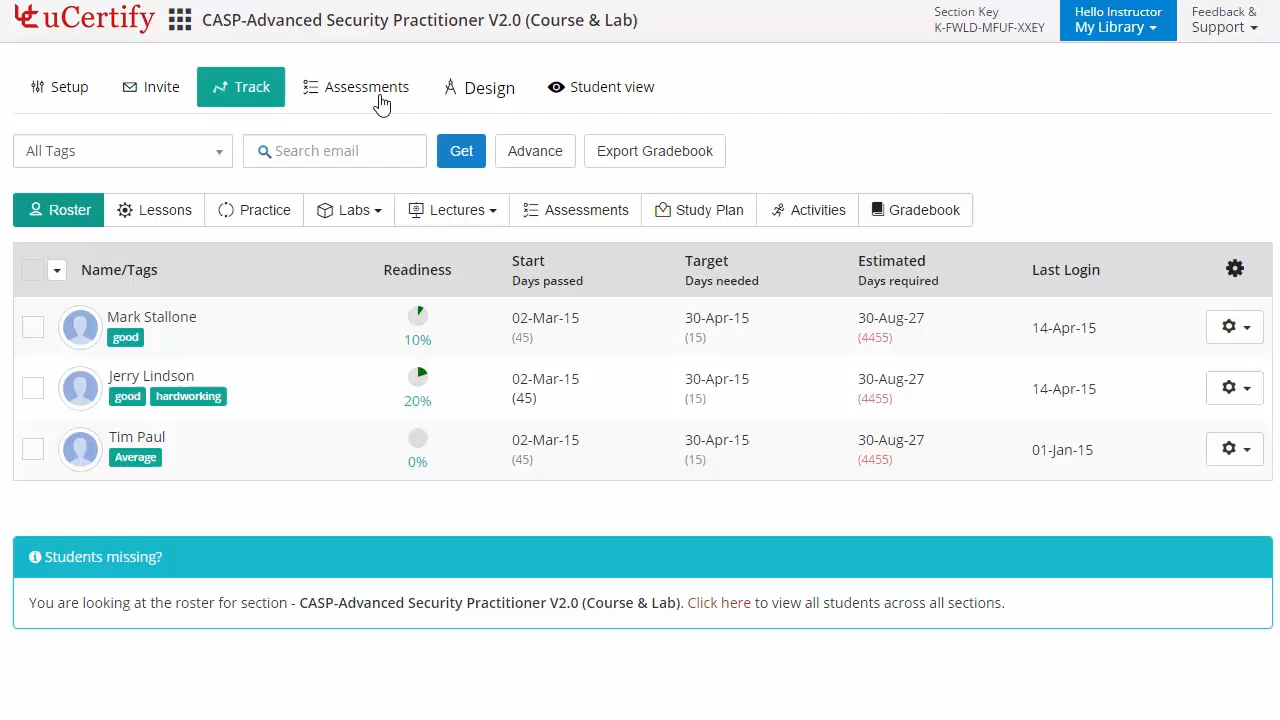 uCertify CASP-Advanced Security Practitioner V2.0 (Course & Lab)
Section Key
K-FWLD-MFUF-XXEY
Hello Instructor
My Library
Feedback &
Support
Setup Invite Track Assessments Design Student view
All Tags Search email Get Advance Export Gradebook
Roster Lessons Practice Labs Lectures Assessments Study Plan Activities Gradebook
Name/Tags Readiness Start Target Estimated Last Login
Days passed Days needed Days required
Mark Stallone 02-Mar-15 30-Apr-15 30-Aug-27 14-Apr-15
good 10% (45) (15) (4455)
Jerry Lindson 02-Mar-15 30-Apr-15 30-Aug-27 14-Apr-15
good hardworking 20% (45) (15) (4455)
Tim Paul 02-Mar-15 30-Apr-15 30-Aug-27 01-Jan-15
Average 0% (45) (15) (4455)
Students missing?
You are looking at the roster for section - CASP-Advanced Security Practitioner V2.0 (Course & Lab). Click here to view all students across all sections.